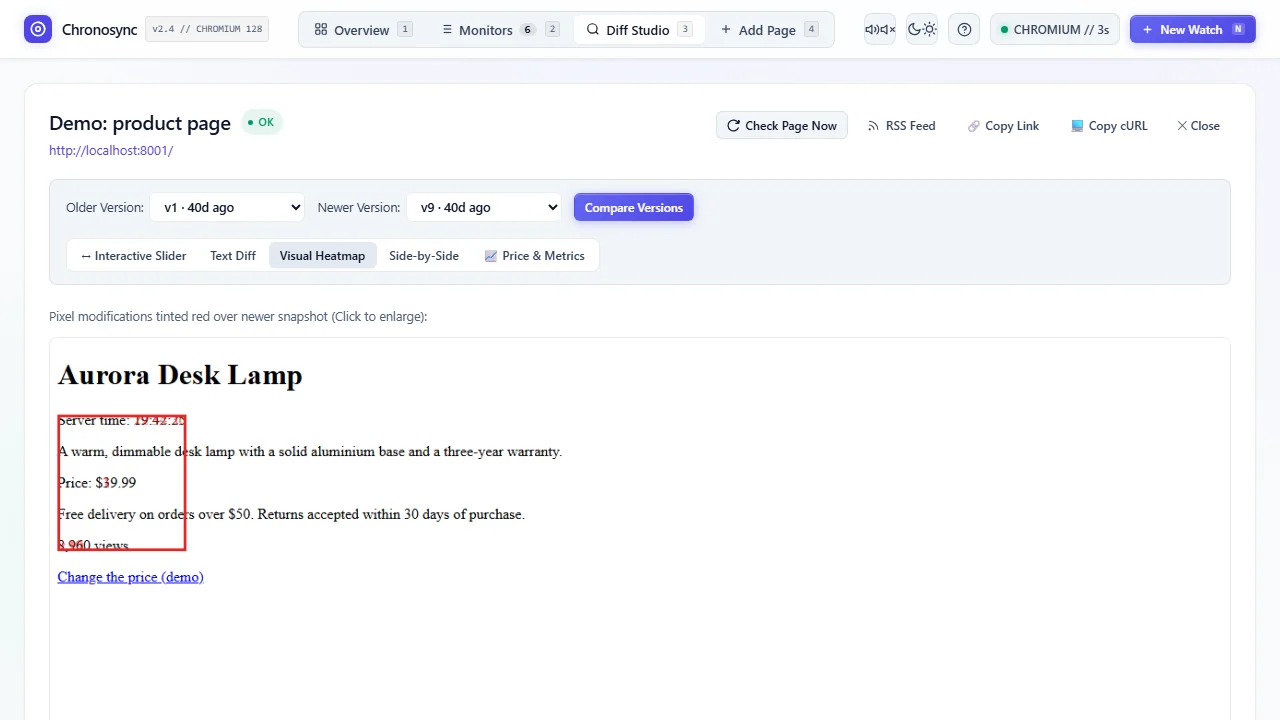 Chronosync v2.4 // CHROMIUM 128 Overview 1 Monitors 6 2 Diff Studio 3 + Add Page 4 CHROMIUM // 3s + New Watch N
Demo: product page OK Check Page Now RSS Feed Copy Link Copy cURL Close
http://localhost:8001/
Older Version: v1 · 40d ago Newer Version: v9 · 40d ago Compare Versions
↔ Interactive Slider Text Diff Visual Heatmap Side-by-Side Price & Metrics
Pixel modifications tinted red over newer snapshot (Click to enlarge):
Aurora Desk Lamp
Server time:
A warm, dimmable desk lamp with a solid aluminium base and a three-year warranty.
Price:
Free delivery on orders over $50. Returns accepted within 30 days of purchase.
views
Change the price (demo)